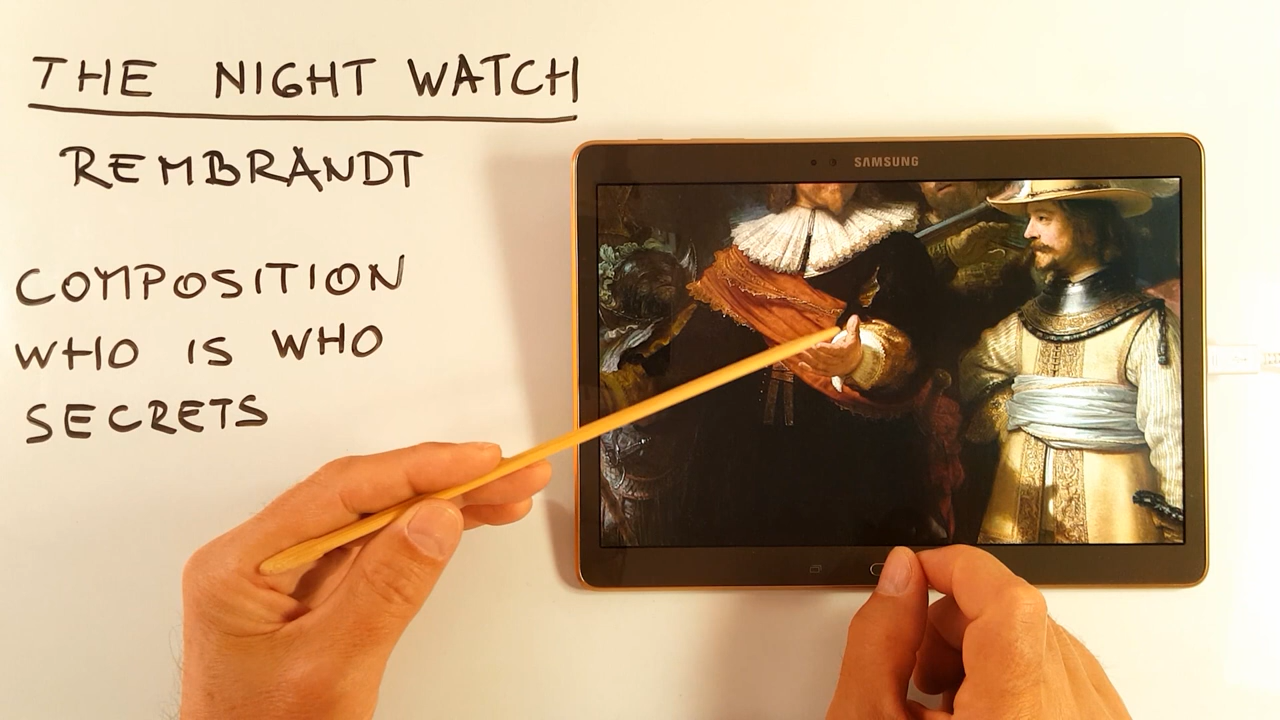 THE NIGHT WATCH
REMBRANDT
COMPOSITION
WHO IS WHO
SECRETS
SAMSUNG